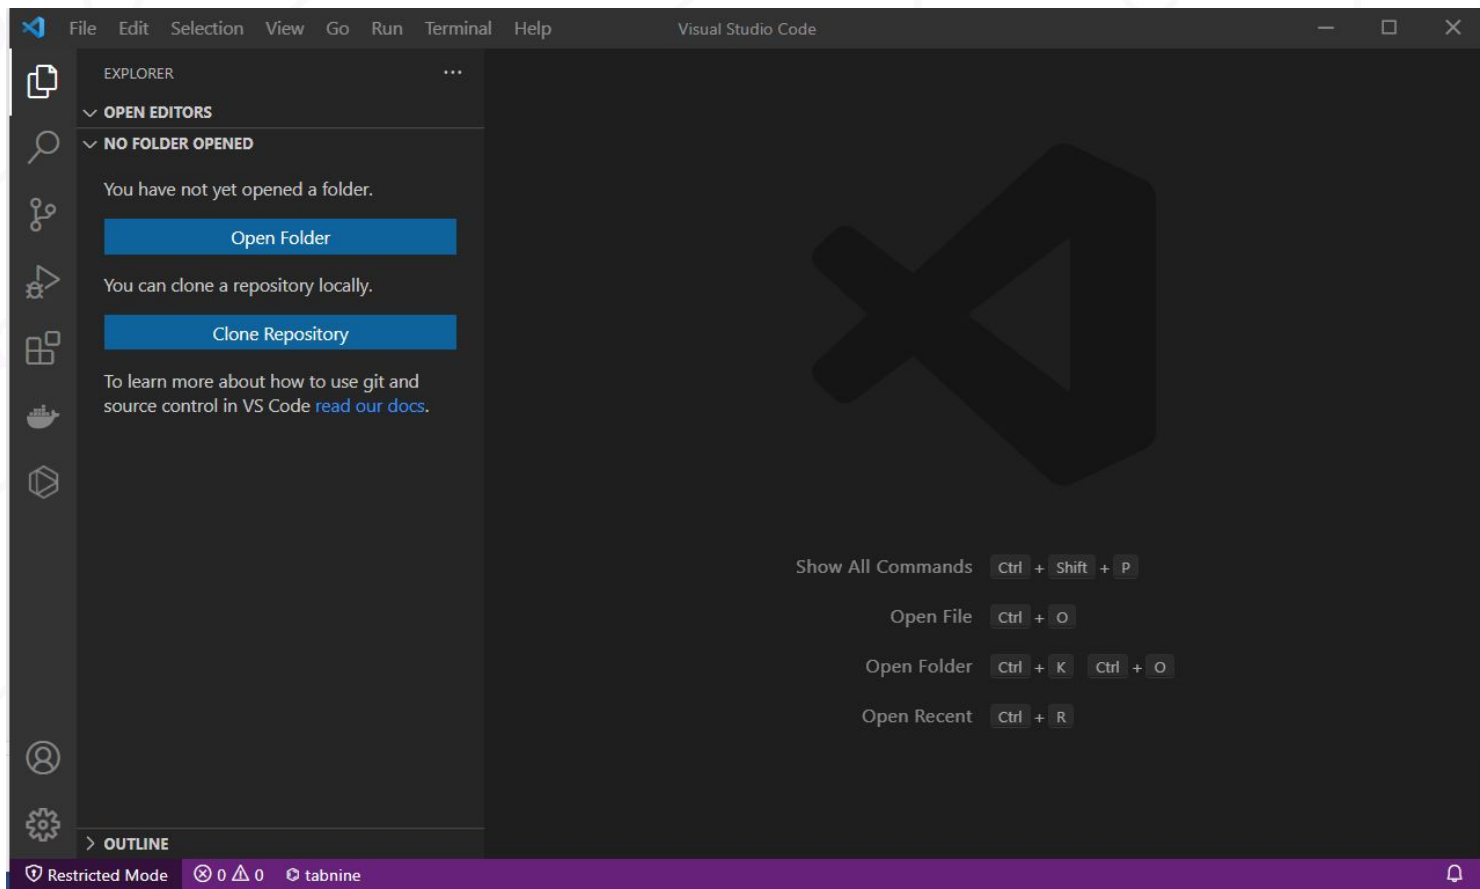 File Edit Selection View Go Run Terminal Help Visual Studio Code
EXPLORER
OPEN EDITORS
NO FOLDER OPENED
You have not yet opened a folder.
Open Folder
You can clone a repository locally.
Clone Repository
To learn more about how to use git and
source control in VS Code read our docs.
Show All Commands Ctrl + Shift + P
Open File Ctrl + O
Open Folder Ctrl + K Ctrl + O
Open Recent Ctrl + R
OUTLINE
Restricted Mode 0 0 tabnine